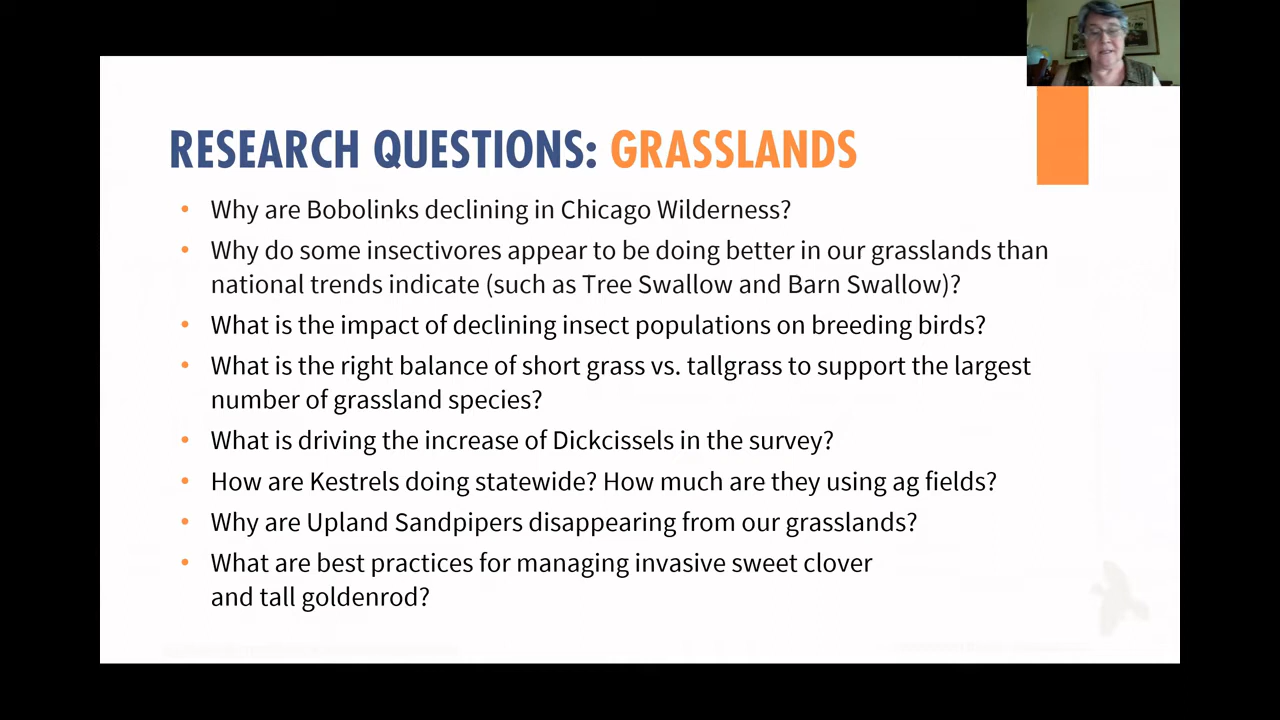 RESEARCH QUESTIONS: GRASSLANDS
• Why are Bobolinks declining in Chicago Wilderness?
• Why do some insectivores appear to be doing better in our grasslands than
national trends indicate (such as Tree Swallow and Barn Swallow)?
• What is the impact of declining insect populations on breeding birds?
• What is the right balance of short grass vs. tallgrass to support the largest
number of grassland species?
• What is driving the increase of Dickcissels in the survey?
• How are Kestrels doing statewide? How much are they using ag fields?
• Why are Upland Sandpipers disappearing from our grasslands?
• What are best practices for managing invasive sweet clover
and tall goldenrod?